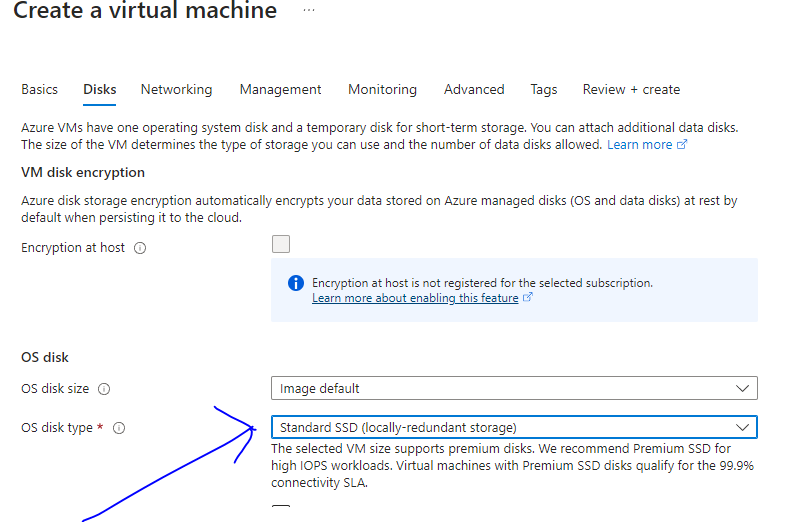 Create a virtual machine ...
Basics Disks Networking Management Monitoring Advanced Tags Review + create
Azure VMs have one operating system disk and a temporary disk for short-term storage. You can attach additional data disks.
The size of the VM determines the type of storage you can use and the number of data disks allowed. Learn more
VM disk encryption
Azure disk storage encryption automatically encrypts your data stored on Azure managed disks (OS and data disks) at rest by
default when persisting it to the cloud.
Encryption at host
Encryption at host is not registered for the selected subscription.
Learn more about enabling this feature
OS disk
OS disk size Image default
OS disk type * Standard SSD (locally-redundant storage)
The selected VM size supports premium disks. We recommend Premium SSD for
high IOPS workloads. Virtual machines with Premium SSD disks qualify for the 99.9%
connectivity SLA.